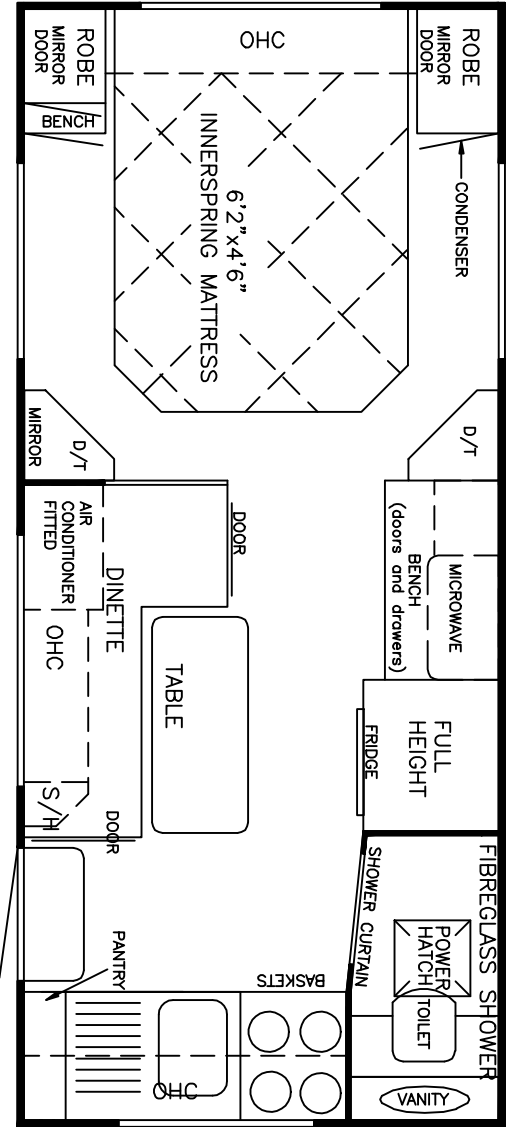 ROBE
MIRROR
DOOR
BENCH
OHC
ROBE
MIRROR
DOOR
CONDENSER
6'2"x4'6"
INNERSPRING MATTRESS
D/T
MIRROR
D/T
AIR
CONDITIONER
FITTED
DINETTE
DOOR
OHC
TABLE
S/H
DOOR
MICROWAVE
BENCH
(doors and drawers)
FULL
HEIGHT
FRIDGE
FIBREGLASS SHOWER
SHOWER CURTAIN
POWER
HATCH
TOILET
VANITY
PANTRY
BASKETS
OHC